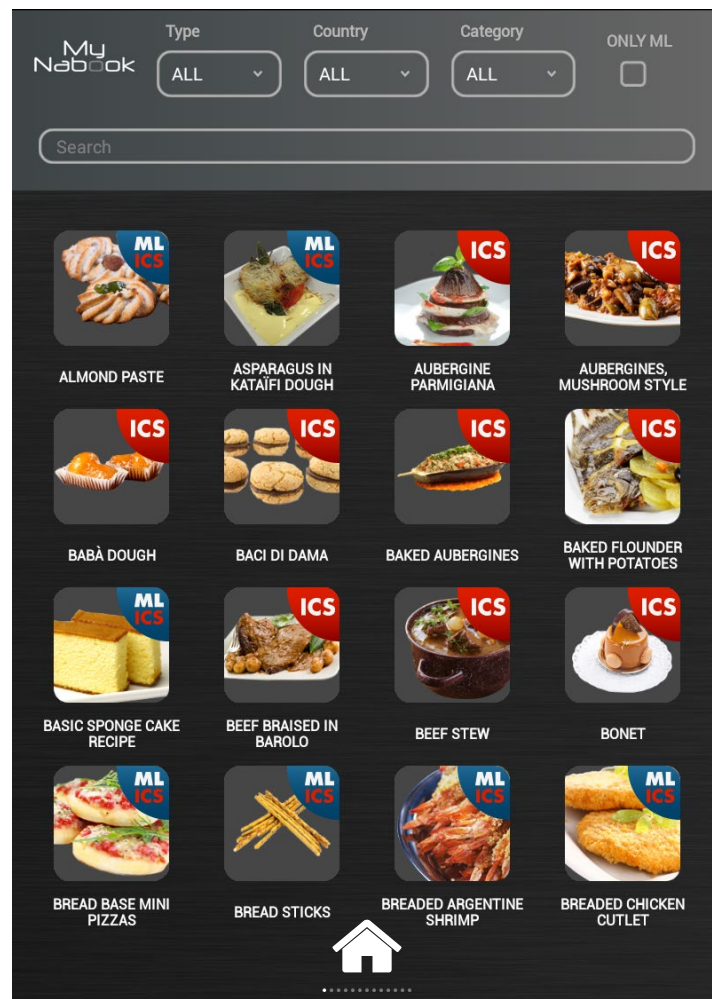 My
Nabook
Type
Country
Category
ONLY ML
ALL
ALL
ALL
Search
ML
ICS
ML
ICS
ICS
ICS
ALMOND PASTE
ASPARAGUS IN
KATAÏFI DOUGH
AUBERGINE
PARMIGIANA
AUBERGINES,
MUSHROOM STYLE
ICS
ICS
ICS
ICS
BABÀ DOUGH
BACI DI DAMA
BAKED AUBERGINES
BAKED FLOUNDER
WITH POTATOES
ML
ICS
ICS
ICS
ICS
BASIC SPONGE CAKE
RECIPE
BEEF BRAISED IN
BAROLO
BEEF STEW
BONET
ML
ICS
ML
ICS
ML
ICS
ML
ICS
BREAD BASE MINI
PIZZAS
BREAD STICKS
BREADED ARGENTINE
SHRIMP
BREADED CHICKEN
CUTLET